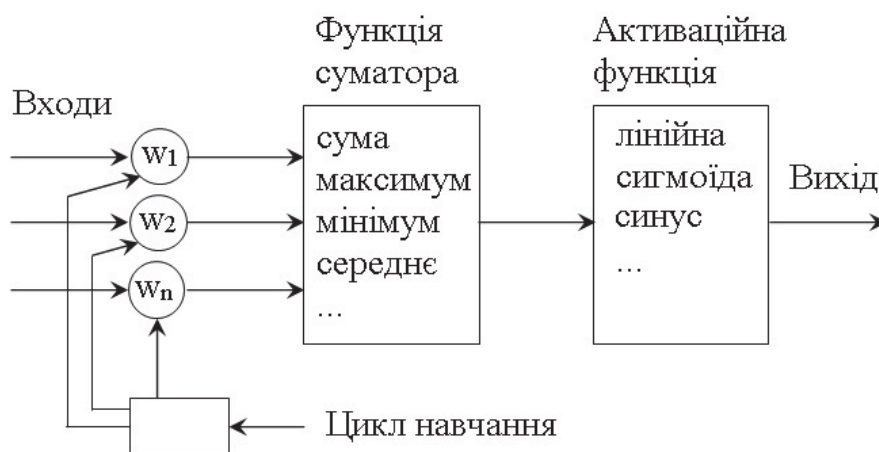 Функція
суматора
Активаційна
функція
Входи
w1
w2
wn
сума
максимум
мінімум
середнє
...
лінійна
сигмоїда
синус
...
Вихід
Цикл навчання